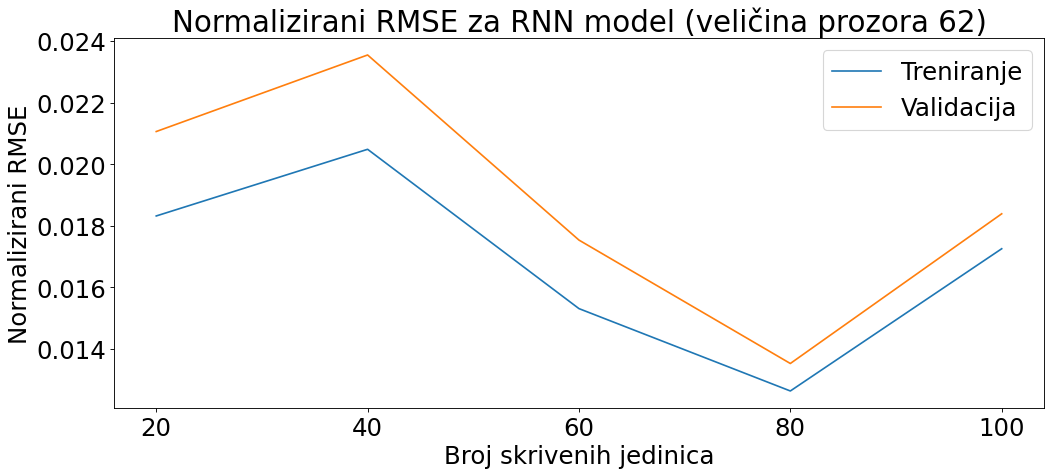 Normalizirani RMSE za RNN model (veličina prozora 62)
Treniranje
Validacija
Normalizirani RMSE
0.024
0.022
0.020
0.018
0.016
0.014
20 40 60 80 100
Broj skrivenih jedinica